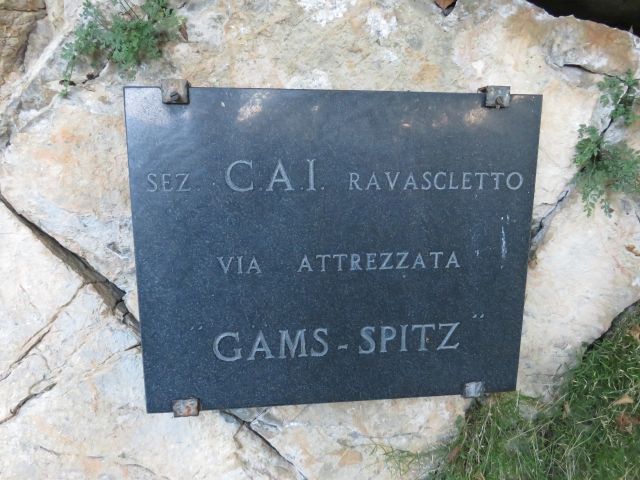 SEZ. C.A.I. RAVASCLETTO
VIA ATTREZZATA
"GAMS-SPITZ"